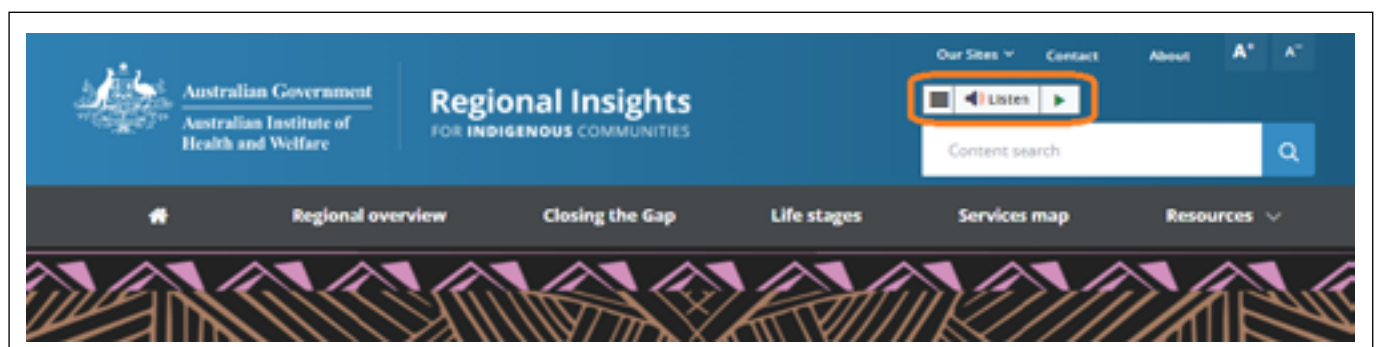 Our Sites Contact About A+ A-
Australian Government
Australian Institute of
Health and Welfare
Regional Insights
FOR INDIGENOUS COMMUNITIES
Listen
Content search
Regional overview Closing the Gap Life stages Services map Resources